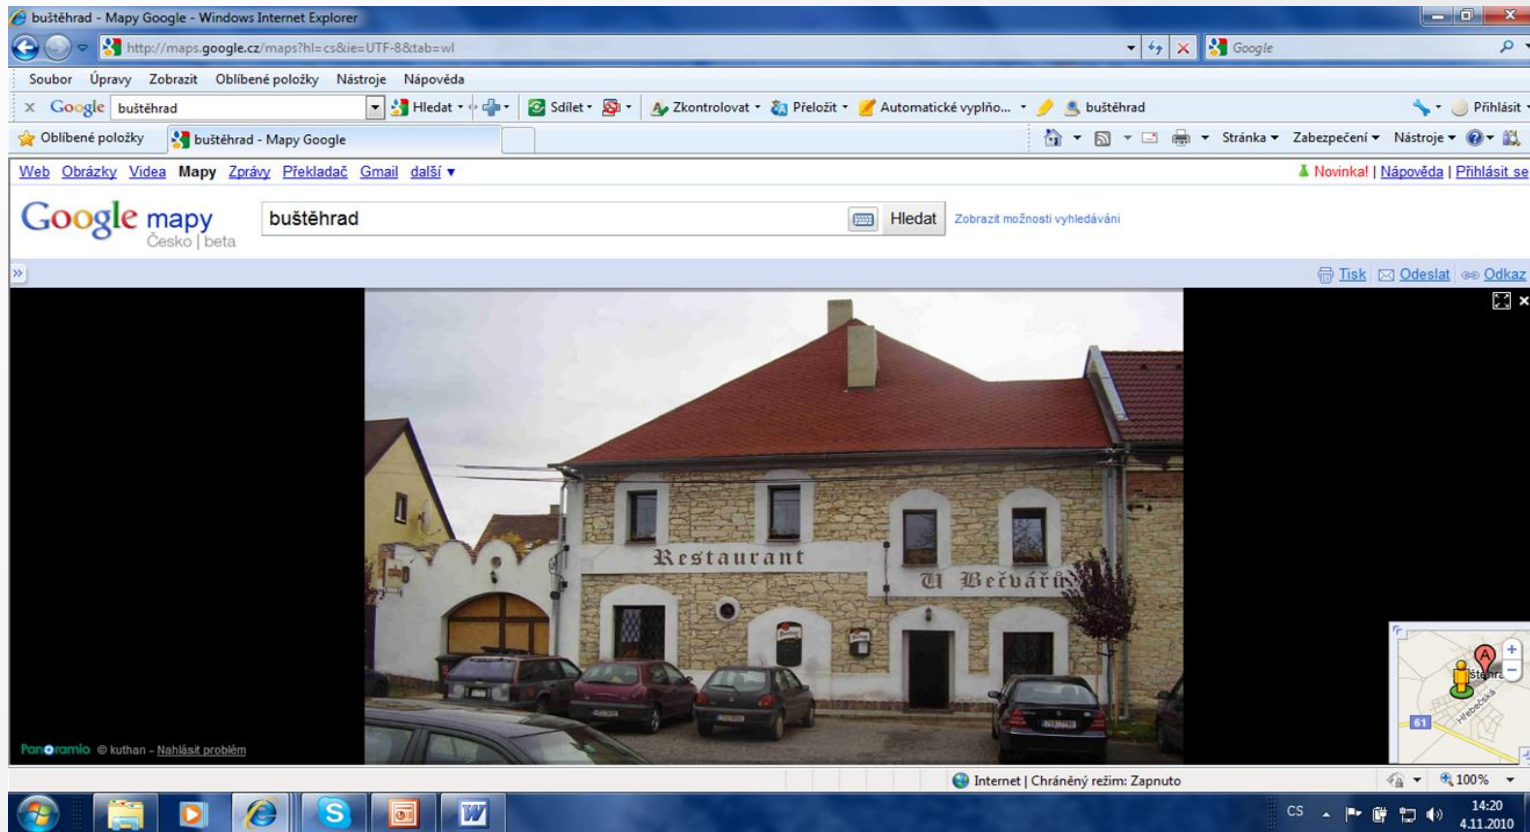 buštěhrad - Mapy Google - Windows Internet Explorer
http://maps.google.cz/maps?hl=cs&ie=UTF-8&tab=wl
Google
Soubor Úpravy Zobrazit Oblíbené položky Nástroje Nápověda
x Google buštěhrad Hledat Sdílet Zkontrolovat Přeložit Automatické vyplňo... buštěhrad Přihlásit
Oblíbené položky buštěhrad - Mapy Google Stránka Zabezpečení Nástroje
Web Obrázky Videa Mapy Zprávy Překladač Gmail další Novinka! | Nápověda | Přihlásit se
Google mapy buštěhrad Hledat Zobrazit možnosti vyhledávání
Česko | beta
» Tisk Odeslat Odkaz
Restaurant
U Bečvářů
A
61
Hřebečská
Panoramio © kuthan - Nahlásit problém
Internet | Chráněný režim: Zapnuto 100%
CS 14:20
4.11.2010